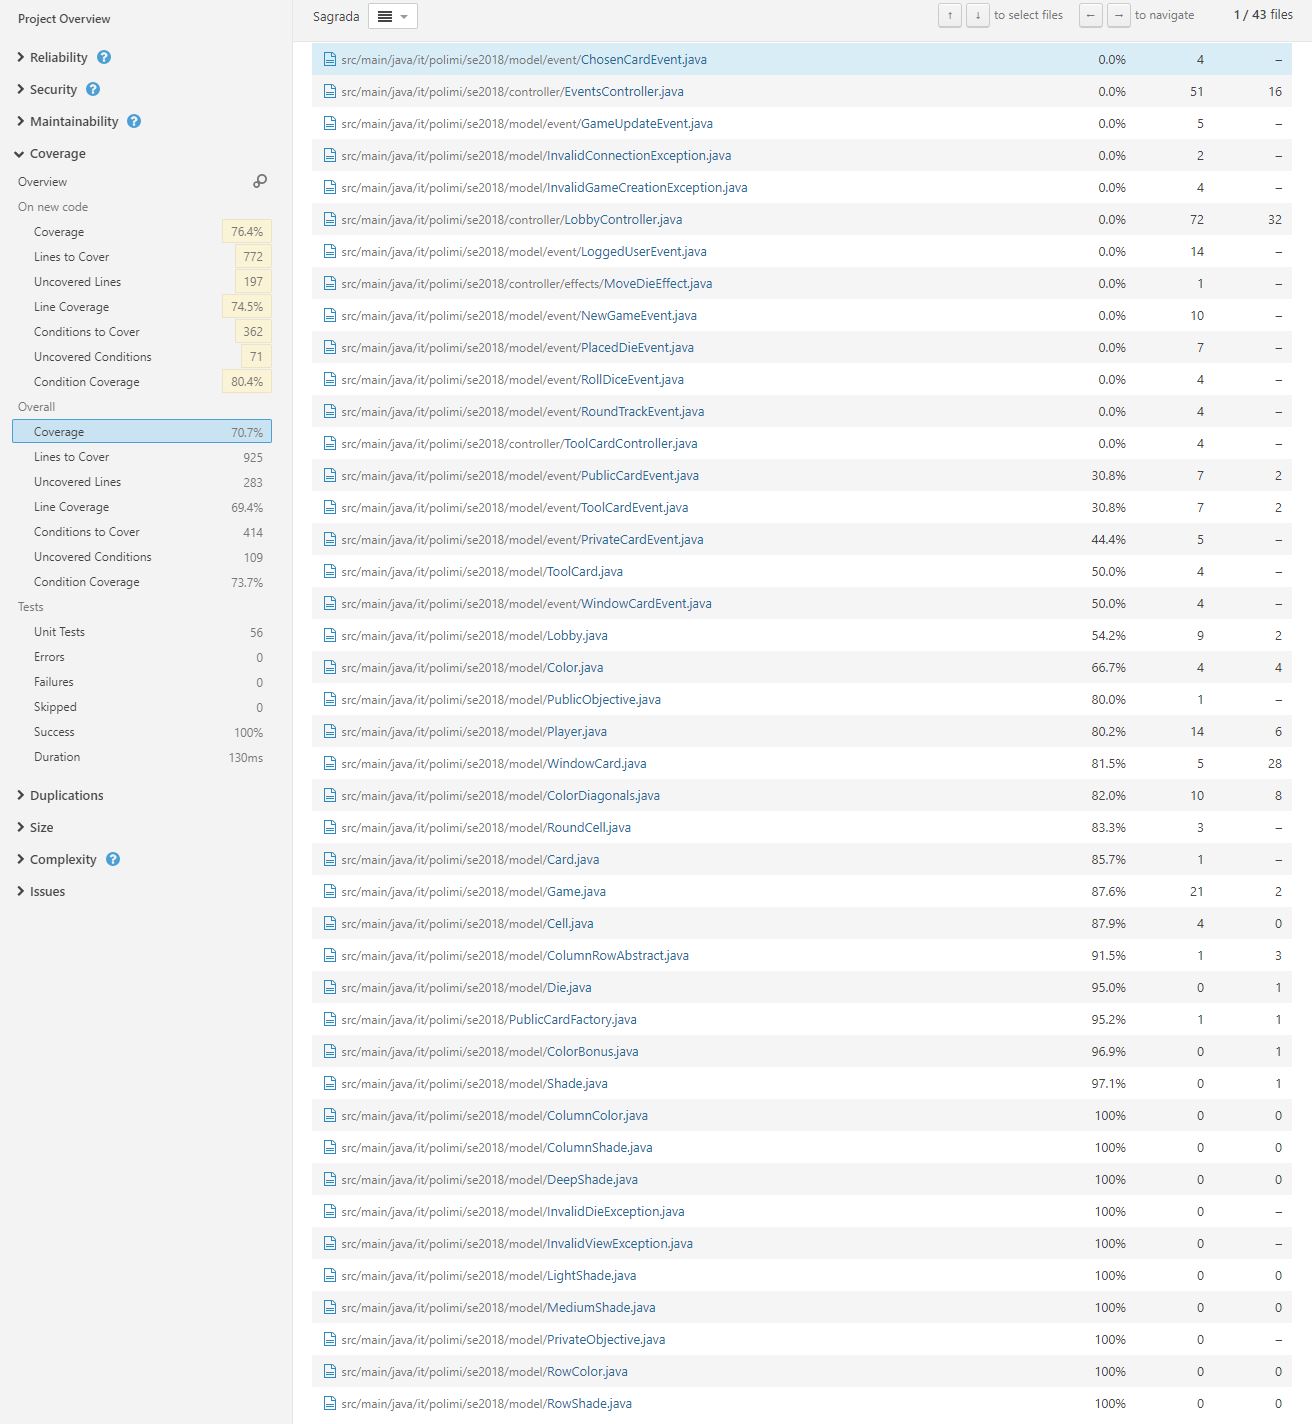 Project Overview
Reliability ?
Security ?
Maintainability ?
Coverage
Overview
On new code
Coverage 76.4%
Lines to Cover 772
Uncovered Lines 197
Line Coverage 74.5%
Conditions to Cover 362
Uncovered Conditions 71
Condition Coverage 80.4%
Overall
Coverage 70.7%
Lines to Cover 925
Uncovered Lines 283
Line Coverage 69.4%
Conditions to Cover 414
Uncovered Conditions 109
Condition Coverage 73.7%
Tests
Unit Tests 56
Errors 0
Failures 0
Skipped 0
Success 100%
Duration 130ms
Duplications
Size
Complexity ?
Issues
Sagrada ↑ ↓ to select files ← → to navigate 1 / 43 files
src/main/java/it/polimi/se2018/model/event/ChosenCardEvent.java 0.0% 4 –
src/main/java/it/polimi/se2018/controller/EventsController.java 0.0% 51 16
src/main/java/it/polimi/se2018/model/event/GameUpdateEvent.java 0.0% 5 –
src/main/java/it/polimi/se2018/model/InvalidConnectionException.java 0.0% 2 –
src/main/java/it/polimi/se2018/model/InvalidGameCreationException.java 0.0% 4 –
src/main/java/it/polimi/se2018/controller/LobbyController.java 0.0% 72 32
src/main/java/it/polimi/se2018/model/event/LoggedUserEvent.java 0.0% 14 –
src/main/java/it/polimi/se2018/controller/effects/MoveDieEffect.java 0.0% 1 –
src/main/java/it/polimi/se2018/model/event/NewGameEvent.java 0.0% 10 –
src/main/java/it/polimi/se2018/model/event/PlacedDieEvent.java 0.0% 7 –
src/main/java/it/polimi/se2018/model/event/RollDiceEvent.java 0.0% 4 –
src/main/java/it/polimi/se2018/model/event/RoundTrackEvent.java 0.0% 4 –
src/main/java/it/polimi/se2018/controller/ToolCardController.java 0.0% 4 –
src/main/java/it/polimi/se2018/model/event/PublicCardEvent.java 30.8% 7 2
src/main/java/it/polimi/se2018/model/event/ToolCardEvent.java 30.8% 7 2
src/main/java/it/polimi/se2018/model/event/PrivateCardEvent.java 44.4% 5 –
src/main/java/it/polimi/se2018/model/ToolCard.java 50.0% 4 –
src/main/java/it/polimi/se2018/model/event/WindowCardEvent.java 50.0% 4 –
src/main/java/it/polimi/se2018/model/Lobby.java 54.2% 9 2
src/main/java/it/polimi/se2018/model/Color.java 66.7% 4 4
src/main/java/it/polimi/se2018/model/PublicObjective.java 80.0% 1 –
src/main/java/it/polimi/se2018/model/Player.java 80.2% 14 6
src/main/java/it/polimi/se2018/model/WindowCard.java 81.5% 5 28
src/main/java/it/polimi/se2018/model/ColorDiagonals.java 82.0% 10 8
src/main/java/it/polimi/se2018/model/RoundCell.java 83.3% 3 –
src/main/java/it/polimi/se2018/model/Card.java 85.7% 1 –
src/main/java/it/polimi/se2018/model/Game.java 87.6% 21 2
src/main/java/it/polimi/se2018/model/Cell.java 87.9% 4 0
src/main/java/it/polimi/se2018/model/ColumnRowAbstract.java 91.5% 1 3
src/main/java/it/polimi/se2018/model/Die.java 95.0% 0 1
src/main/java/it/polimi/se2018/PublicCardFactory.java 95.2% 1 1
src/main/java/it/polimi/se2018/model/ColorBonus.java 96.9% 0 1
src/main/java/it/polimi/se2018/model/Shade.java 97.1% 0 1
src/main/java/it/polimi/se2018/model/ColumnColor.java 100% 0 0
src/main/java/it/polimi/se2018/model/ColumnShade.java 100% 0 0
src/main/java/it/polimi/se2018/model/DeepShade.java 100% 0 0
src/main/java/it/polimi/se2018/model/InvalidDieException.java 100% 0 –
src/main/java/it/polimi/se2018/model/InvalidViewException.java 100% 0 –
src/main/java/it/polimi/se2018/model/LightShade.java 100% 0 0
src/main/java/it/polimi/se2018/model/MediumShade.java 100% 0 0
src/main/java/it/polimi/se2018/model/PrivateObjective.java 100% 0 –
src/main/java/it/polimi/se2018/model/RowColor.java 100% 0 0
src/main/java/it/polimi/se2018/model/RowShade.java 100% 0 0